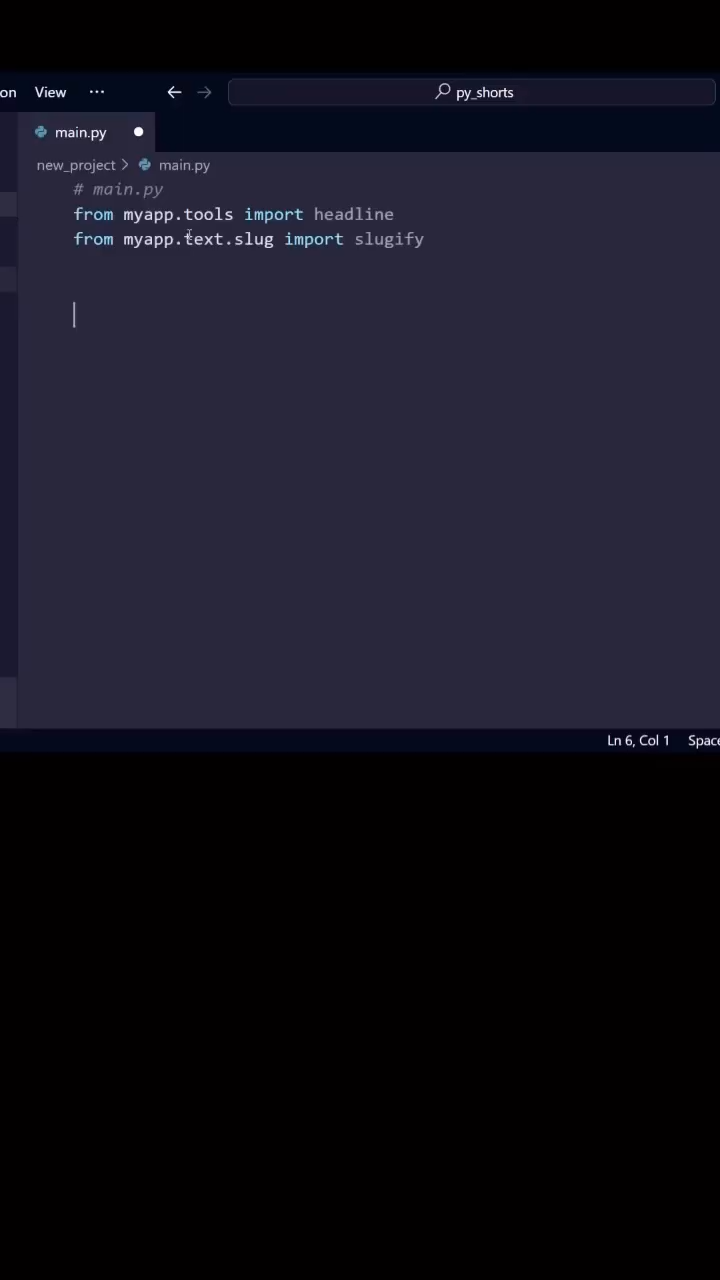 on View ···
py_shorts
main.py
new_project > main.py
# main.py
from myapp.tools import headline
from myapp.text.slug import slugify
Ln 6, Col 1 Space